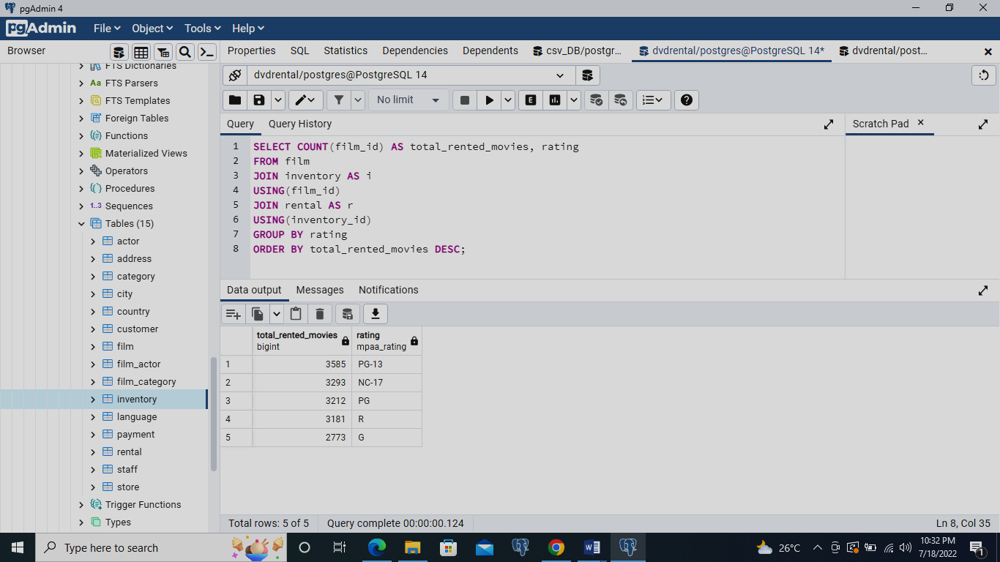 pgAdmin 4
pgAdmin File Object Tools Help
Browser
Properties SQL Statistics Dependencies Dependents csv_DB/postgr... dvdrental/postgres@PostgreSQL 14* dvdrental/post...
FTS Dictionaries
FTS Parsers
FTS Templates
Foreign Tables
Functions
Materialized Views
Operators
Procedures
1..3 Sequences
Tables (15)
actor
address
category
city
country
customer
film
film_actor
film_category
inventory
language
payment
rental
staff
store
Trigger Functions
Types
dvdrental/postgres@PostgreSQL 14
No limit
E
Query Query History
Scratch Pad
1 SELECT COUNT(film_id) AS total_rented_movies, rating
2 FROM film
3 JOIN inventory AS i
4 USING(film_id)
5 JOIN rental AS r
6 USING(inventory_id)
7 GROUP BY rating
8 ORDER BY total_rented_movies DESC;
Data output Messages Notifications
total_rented_movies rating
bigint mpaa_rating
1 3585 PG-13
2 3293 NC-17
3 3212 PG
4 3181 R
5 2773 G
Total rows: 5 of 5 Query complete 00:00:00.124 Ln 8, Col 35
Type here to search
26°C
10:32 PM
7/18/2022
1